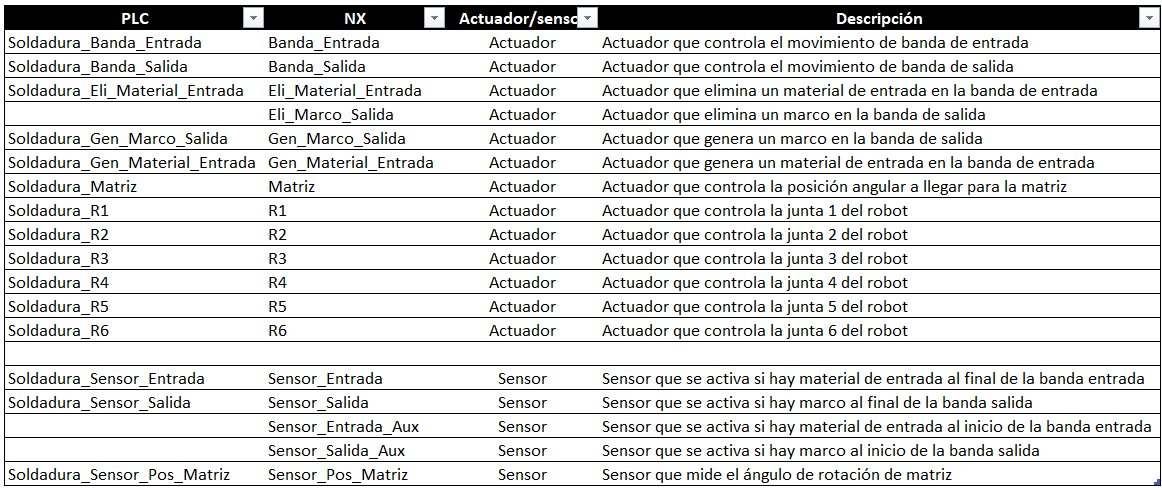 PLC NX Actuador/senso Descripción
Soldadura_Banda_Entrada Banda_Entrada Actuador Actuador que controla el movimiento de banda de entrada
Soldadura_Banda_Salida Banda_Salida Actuador Actuador que controla el movimiento de banda de salida
Soldadura_Eli_Material_Entrada Eli_Material_Entrada Actuador Actuador que elimina un material de entrada en la banda de entrada
Eli_Marco_Salida Actuador Actuador que elimina un marco en la banda de salida
Soldadura_Gen_Marco_Salida Gen_Marco_Salida Actuador Actuador que genera un marco en la banda de salida
Soldadura_Gen_Material_Entrada Gen_Material_Entrada Actuador Actuador que genera un material de entrada en la banda de entrada
Soldadura_Matriz Matriz Actuador Actuador que controla la posición angular a llegar para la matriz
Soldadura_R1 R1 Actuador Actuador que controla la junta 1 del robot
Soldadura_R2 R2 Actuador Actuador que controla la junta 2 del robot
Soldadura_R3 R3 Actuador Actuador que controla la junta 3 del robot
Soldadura_R4 R4 Actuador Actuador que controla la junta 4 del robot
Soldadura_R5 R5 Actuador Actuador que controla la junta 5 del robot
Soldadura_R6 R6 Actuador Actuador que controla la junta 6 del robot
Soldadura_Sensor_Entrada Sensor_Entrada Sensor Sensor que se activa si hay material de entrada al final de la banda entrada
Soldadura_Sensor_Salida Sensor_Salida Sensor Sensor que se activa si hay marco al final de la banda salida
Sensor_Entrada_Aux Sensor Sensor que se activa si hay material de entrada al inicio de la banda entrada
Sensor_Salida_Aux Sensor Sensor que se activa si hay marco al inicio de la banda salida
Soldadura_Sensor_Pos_Matriz Sensor_Pos_Matriz Sensor Sensor que mide el ángulo de rotación de matriz